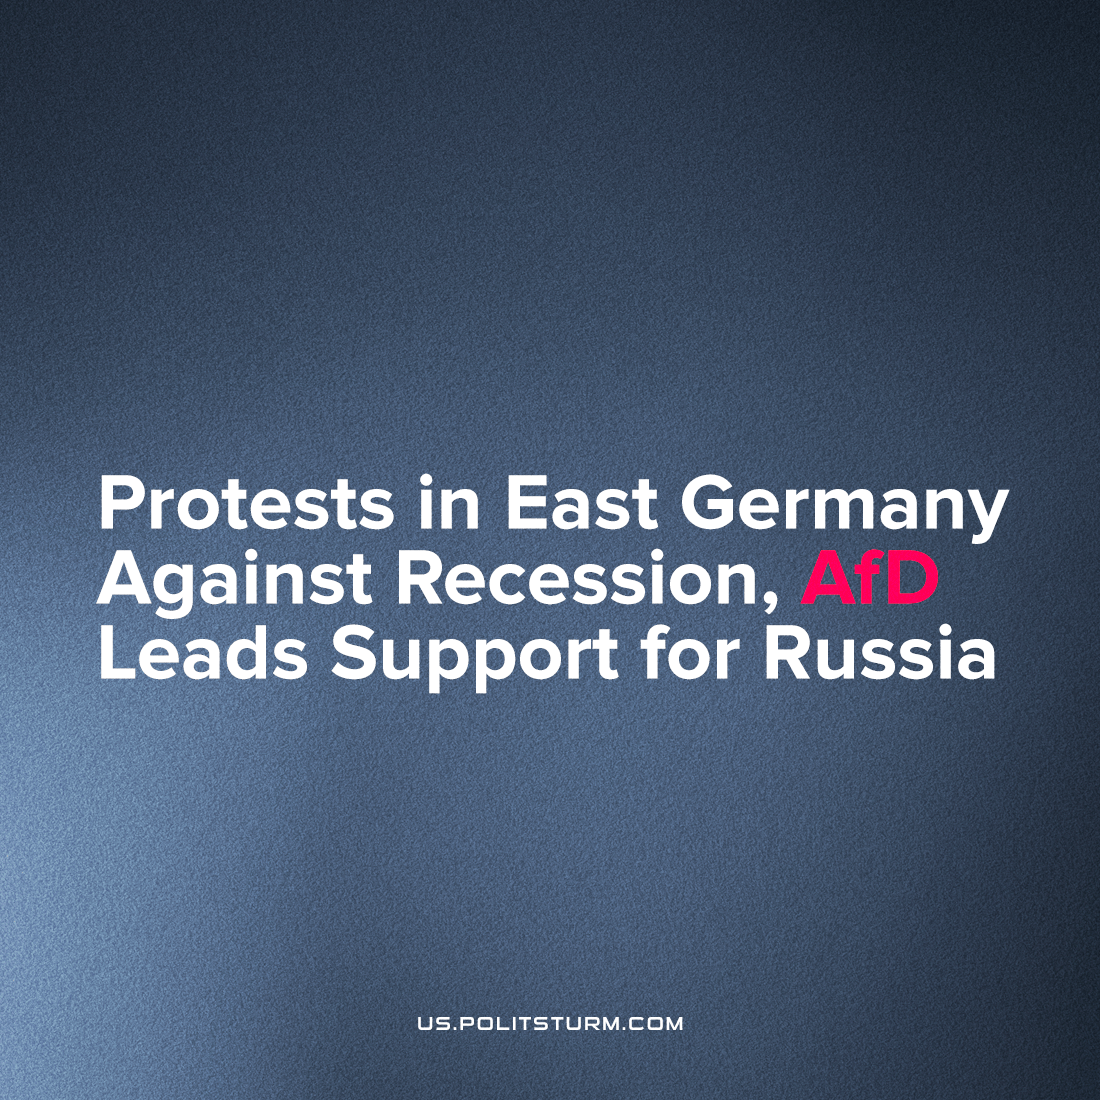 Protests in East Germany
Against Recession, AfD
Leads Support for Russia
US.POLITSTURM.COM